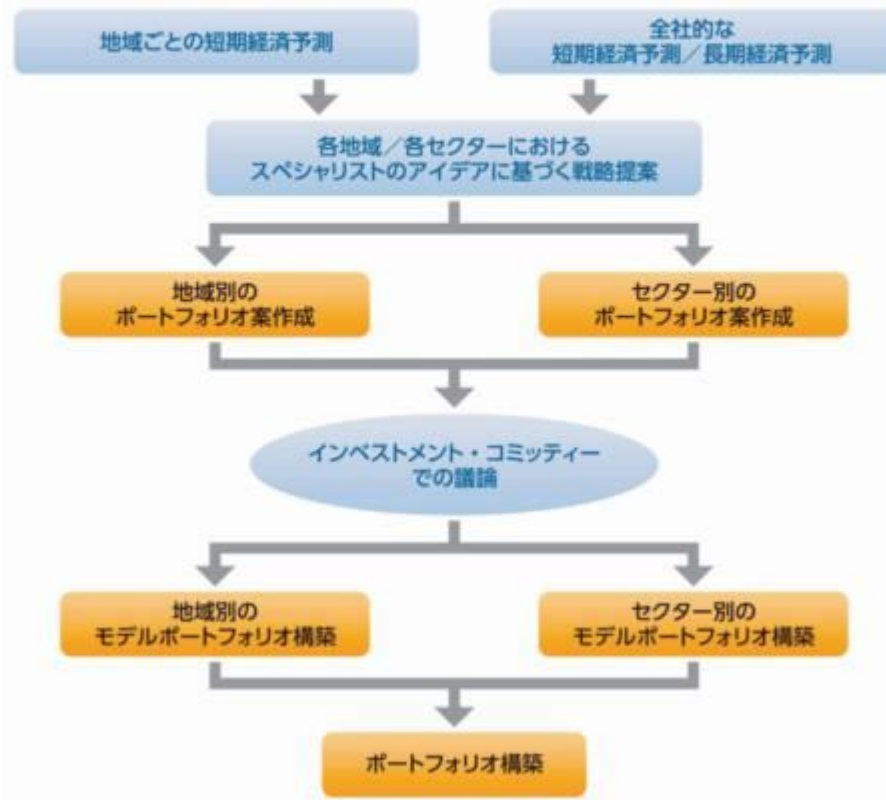 地域ごとの短期経済予測
全社的な
短期経済予測／長期経済予測
各地域／各セクターにおける
スペシャリストのアイデアに基づく戦略提案
地域別の
ポートフォリオ案作成
セクター別の
ポートフォリオ案作成
インベストメント・コミッティー
での議論
地域別の
モデルポートフォリオ構築
セクター別の
モデルポートフォリオ構築
ポートフォリオ構築